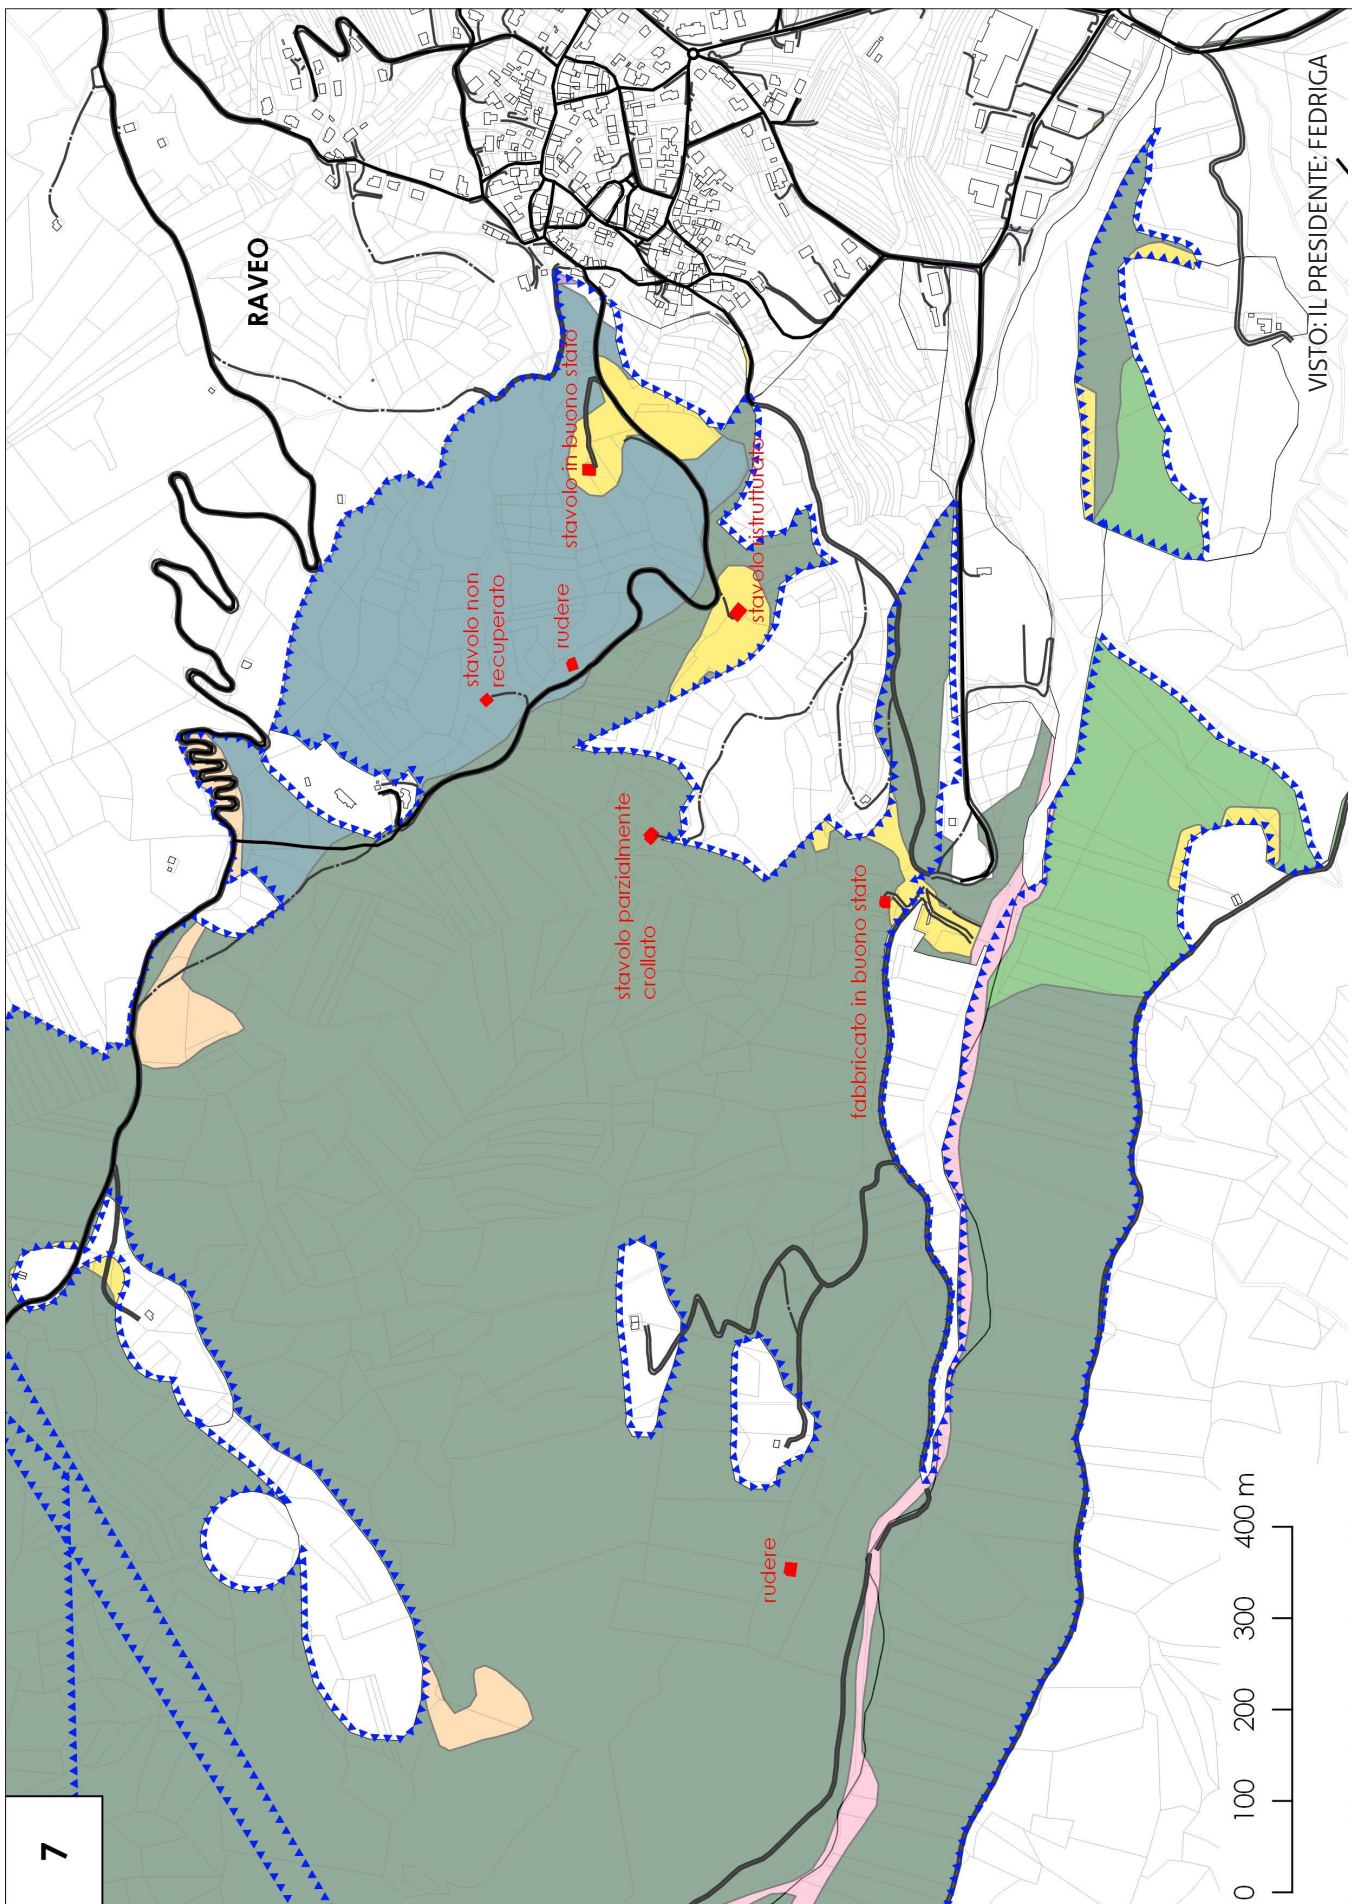 7
RAVEO
stavolo in buono stato
stavolo non
recuperato
rudere
stavolo ristrutturato
stavolo parzialmente
crollato
fabbricato in buono stato
rudere
0 100 200 300 400 m
VISTO: IL PRESIDENTE: FEDRIGA